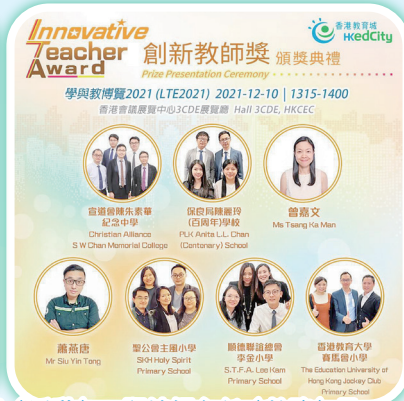 Innovative
Teacher
Award
創新教師獎 頒獎典禮
Prize Presentation Ceremony
香港教育城
HKedCity
學與教博覽2021 (LTE2021) 2021-12-10 | 1315-1400
香港會議展覽中心3CDE展覽廳 Hall 3CDE, HKCEC
宣道會陳朱素華
紀念中學
Christian Alliance
S W Chan Memorial College
保良局陳麗玲
(百周年)學校
PLK Anita L.L. Chan
(Centenary) School
曾嘉文
Ms Tsang Ka Man
蕭燕唐
Mr Siu Yin Tong
聖公會主風小學
SKH Holy Spirit
Primary School
順德聯誼總會
李金小學
S.T.F.A. Lee Kam
Primary School
香港教育大學
賽馬會小學
The Education University of
Hong Kong Jockey Club
Primary School